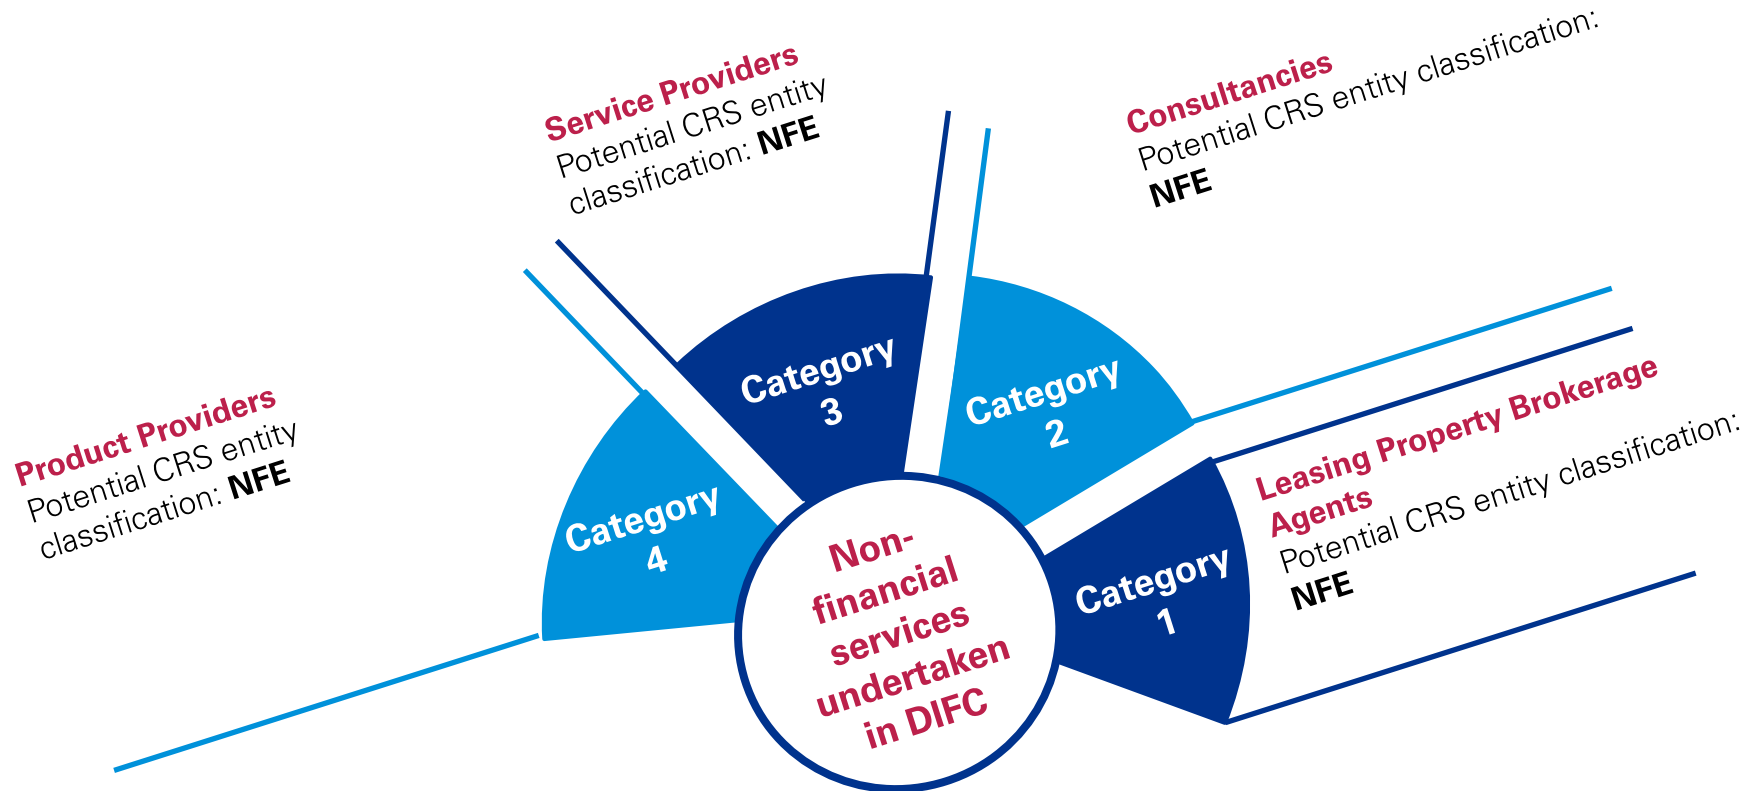 Service Providers
Potential CRS entity
classification: NFE
Consultancies
Potential CRS entity classification:
NFE
Product Providers
Potential CRS entity
classification: NFE
Leasing Property Brokerage
Agents
Potential CRS entity classification:
NFE
Category
4
Category
3
Category
2
Category
1
Non-
financial
services
undertaken
in DIFC